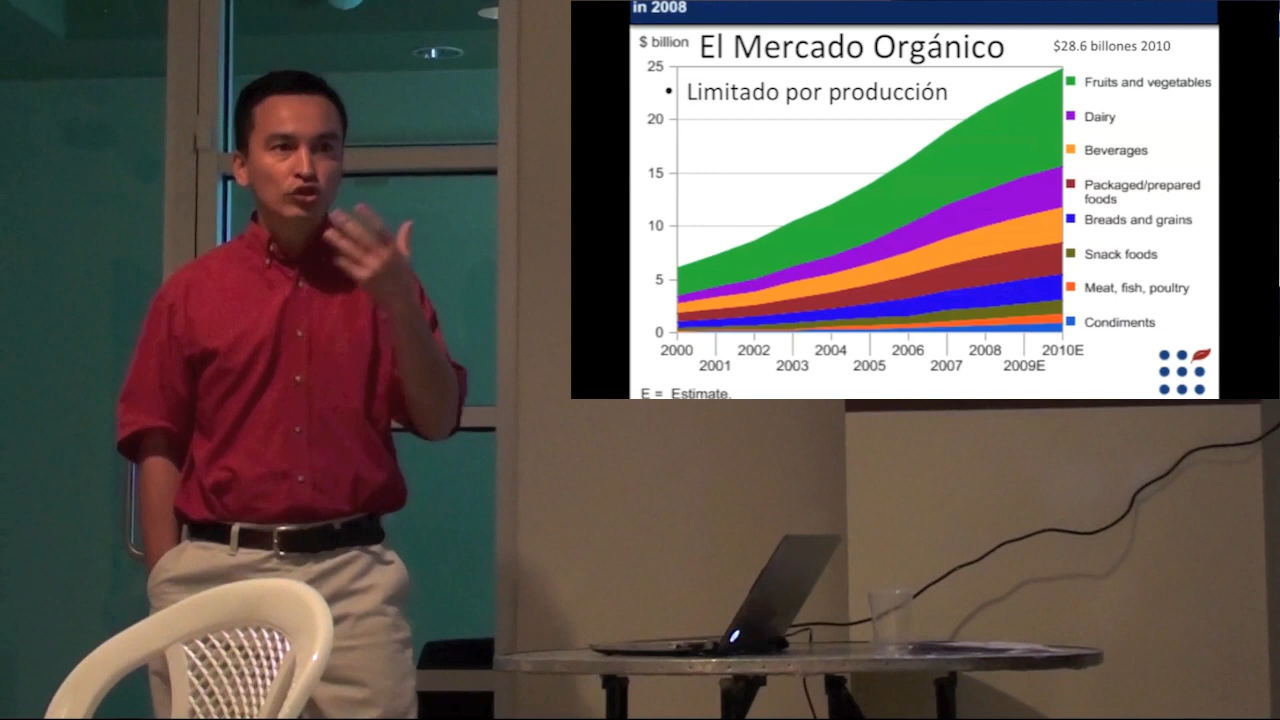 in 2008
$ billion
El Mercado Orgánico
$28.6 billones 2010
• Limitado por producción
25
20
15
10
5
0
2000
2001
2002
2003
2004
2005
2006
2007
2008
2009E
2010E
Fruits and vegetables
Dairy
Beverages
Packaged/prepared
foods
Breads and grains
Snack foods
Meat, fish, poultry
Condiments
E = Estimate.